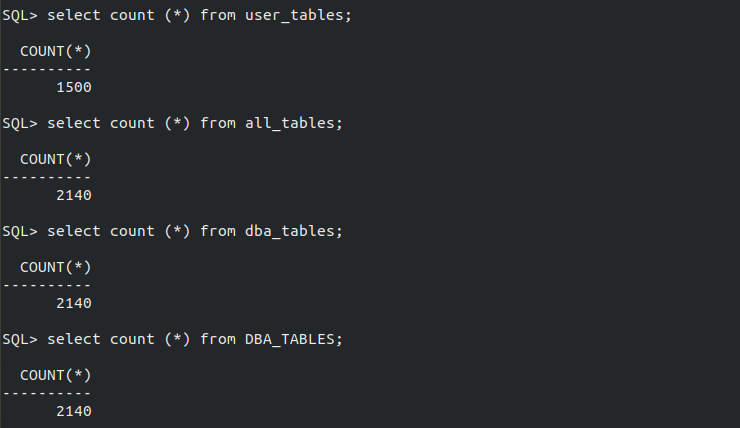 SQL> select count (*) from user_tables;
COUNT(*)
----------
1500
SQL> select count (*) from all_tables;
COUNT(*)
----------
2140
SQL> select count (*) from dba_tables;
COUNT(*)
----------
2140
SQL> select count (*) from DBA_TABLES;
COUNT(*)
----------
2140